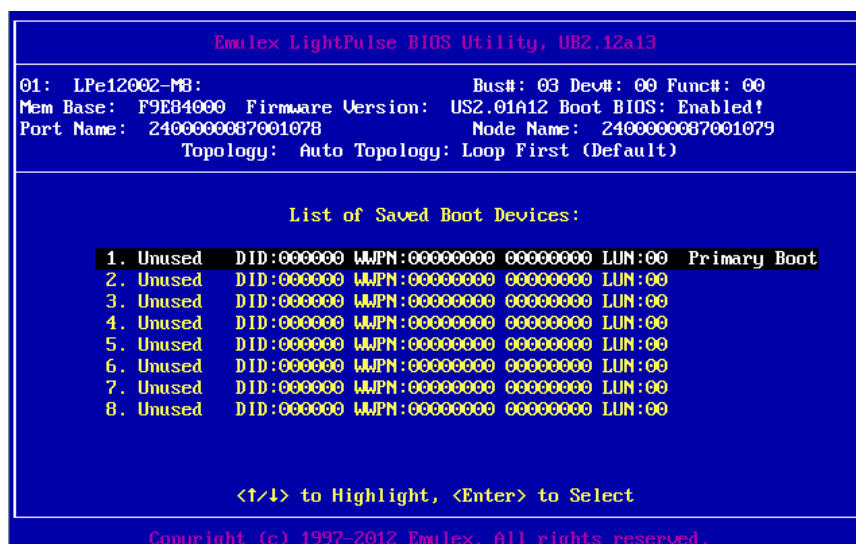 Emulex LightPulse BIOS Utility, UB2.12a13
01: LPe12002-M8: Bus#: 03 Dev#: 00 Func#: 00
Mem Base: F9E84000 Firmware Version: US2.01A12 Boot BIOS: Enabled!
Port Name: 2400000087001078 Node Name: 2400000087001079
Topology: Auto Topology: Loop First (Default)
List of Saved Boot Devices:
1. Unused DID:000000 WWPN:00000000 00000000 LUN:00 Primary Boot
2. Unused DID:000000 WWPN:00000000 00000000 LUN:00
3. Unused DID:000000 WWPN:00000000 00000000 LUN:00
4. Unused DID:000000 WWPN:00000000 00000000 LUN:00
5. Unused DID:000000 WWPN:00000000 00000000 LUN:00
6. Unused DID:000000 WWPN:00000000 00000000 LUN:00
7. Unused DID:000000 WWPN:00000000 00000000 LUN:00
8. Unused DID:000000 WWPN:00000000 00000000 LUN:00
<↑/↓> to Highlight, <Enter> to Select
Copyright (c) 1997-2012 Emulex. All rights reserved.